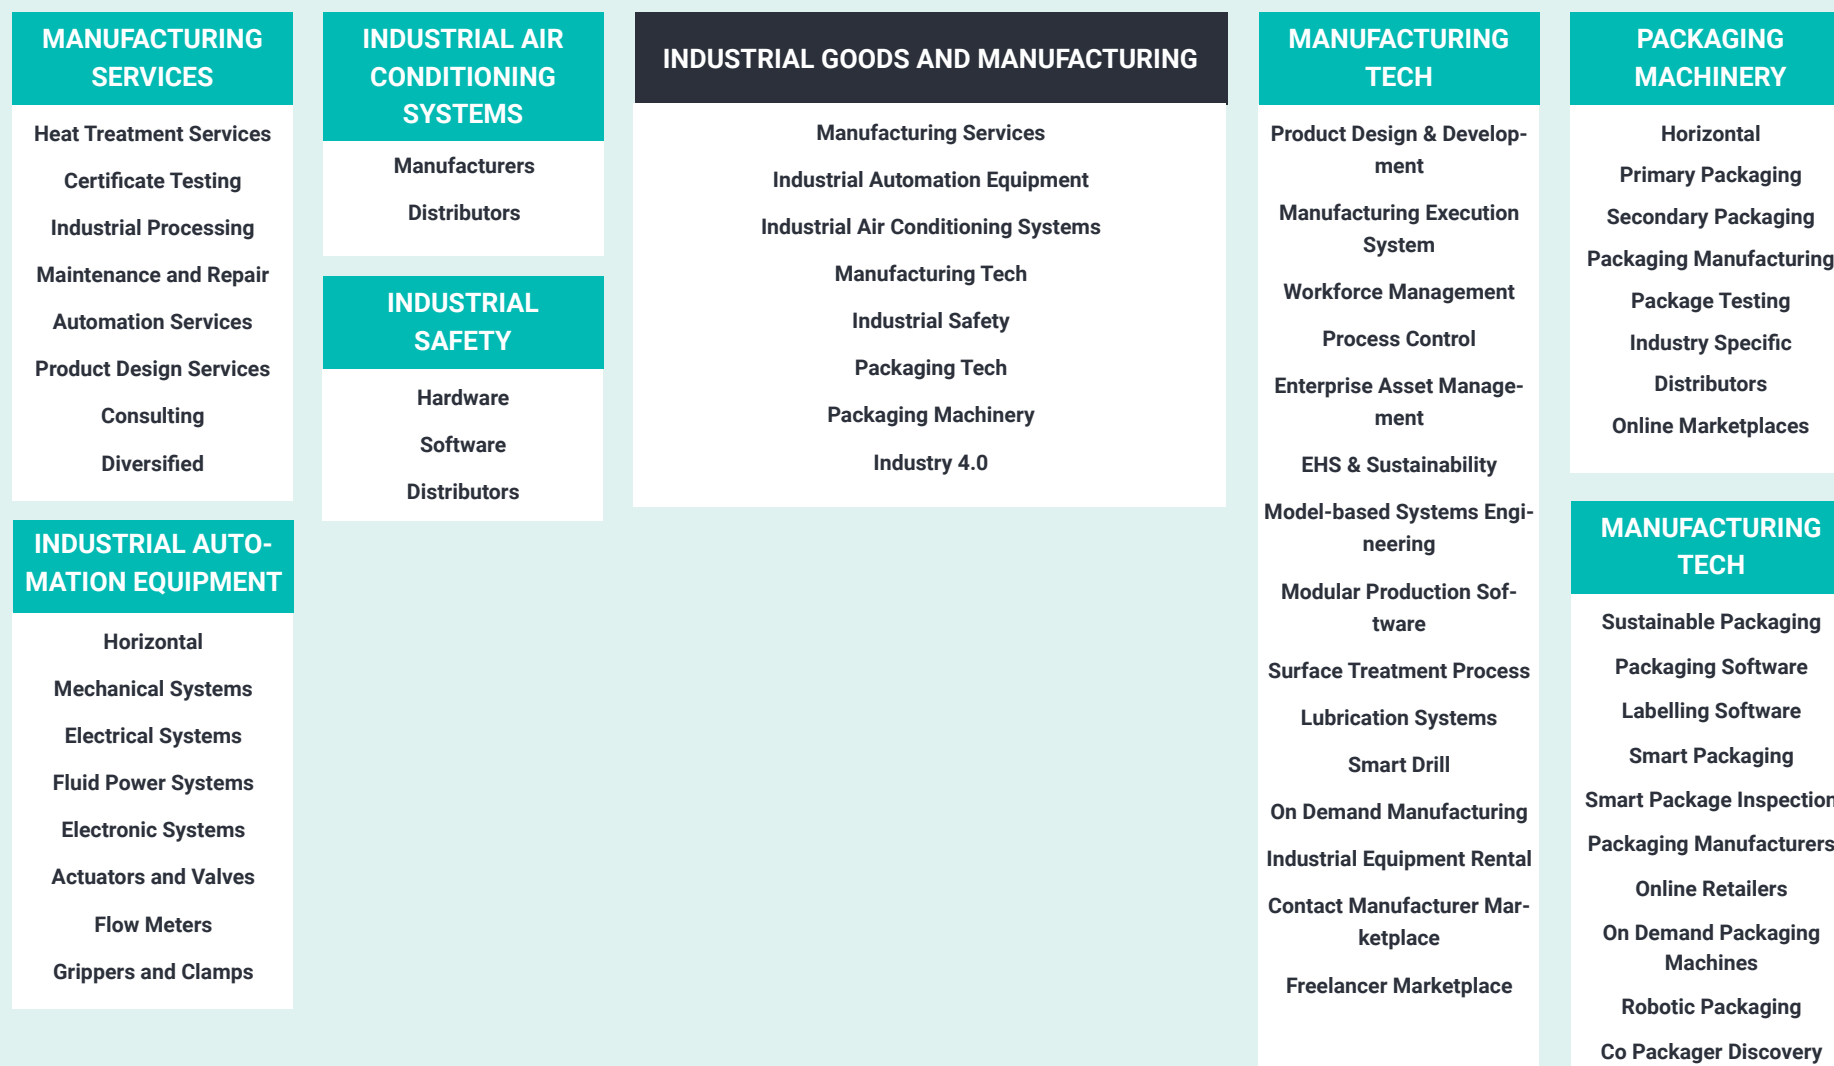 MANUFACTURING
SERVICES
Heat Treatment Services
Certificate Testing
Industrial Processing
Maintenance and Repair
Automation Services
Product Design Services
Consulting
Diversified
INDUSTRIAL AUTO-
MATION EQUIPMENT
Horizontal
Mechanical Systems
Electrical Systems
Fluid Power Systems
Electronic Systems
Actuators and Valves
Flow Meters
Grippers and Clamps
INDUSTRIAL AIR
CONDITIONING
SYSTEMS
Manufacturers
Distributors
INDUSTRIAL
SAFETY
Hardware
Software
Distributors
INDUSTRIAL GOODS AND MANUFACTURING
Manufacturing Services
Industrial Automation Equipment
Industrial Air Conditioning Systems
Manufacturing Tech
Industrial Safety
Packaging Tech
Packaging Machinery
Industry 4.0
MANUFACTURING
TECH
Product Design & Develop-
ment
Manufacturing Execution
System
Workforce Management
Process Control
Enterprise Asset Manage-
ment
EHS & Sustainability
Model-based Systems Engi-
neering
Modular Production Sof-
tware
Surface Treatment Process
Lubrication Systems
Smart Drill
On Demand Manufacturing
Industrial Equipment Rental
Contact Manufacturer Mar-
ketplace
Freelancer Marketplace
PACKAGING
MACHINERY
Horizontal
Primary Packaging
Secondary Packaging
Packaging Manufacturing
Package Testing
Industry Specific
Distributors
Online Marketplaces
MANUFACTURING
TECH
Sustainable Packaging
Packaging Software
Labelling Software
Smart Packaging
Smart Package Inspection
Packaging Manufacturers
Online Retailers
On Demand Packaging
Machines
Robotic Packaging
Co Packager Discovery